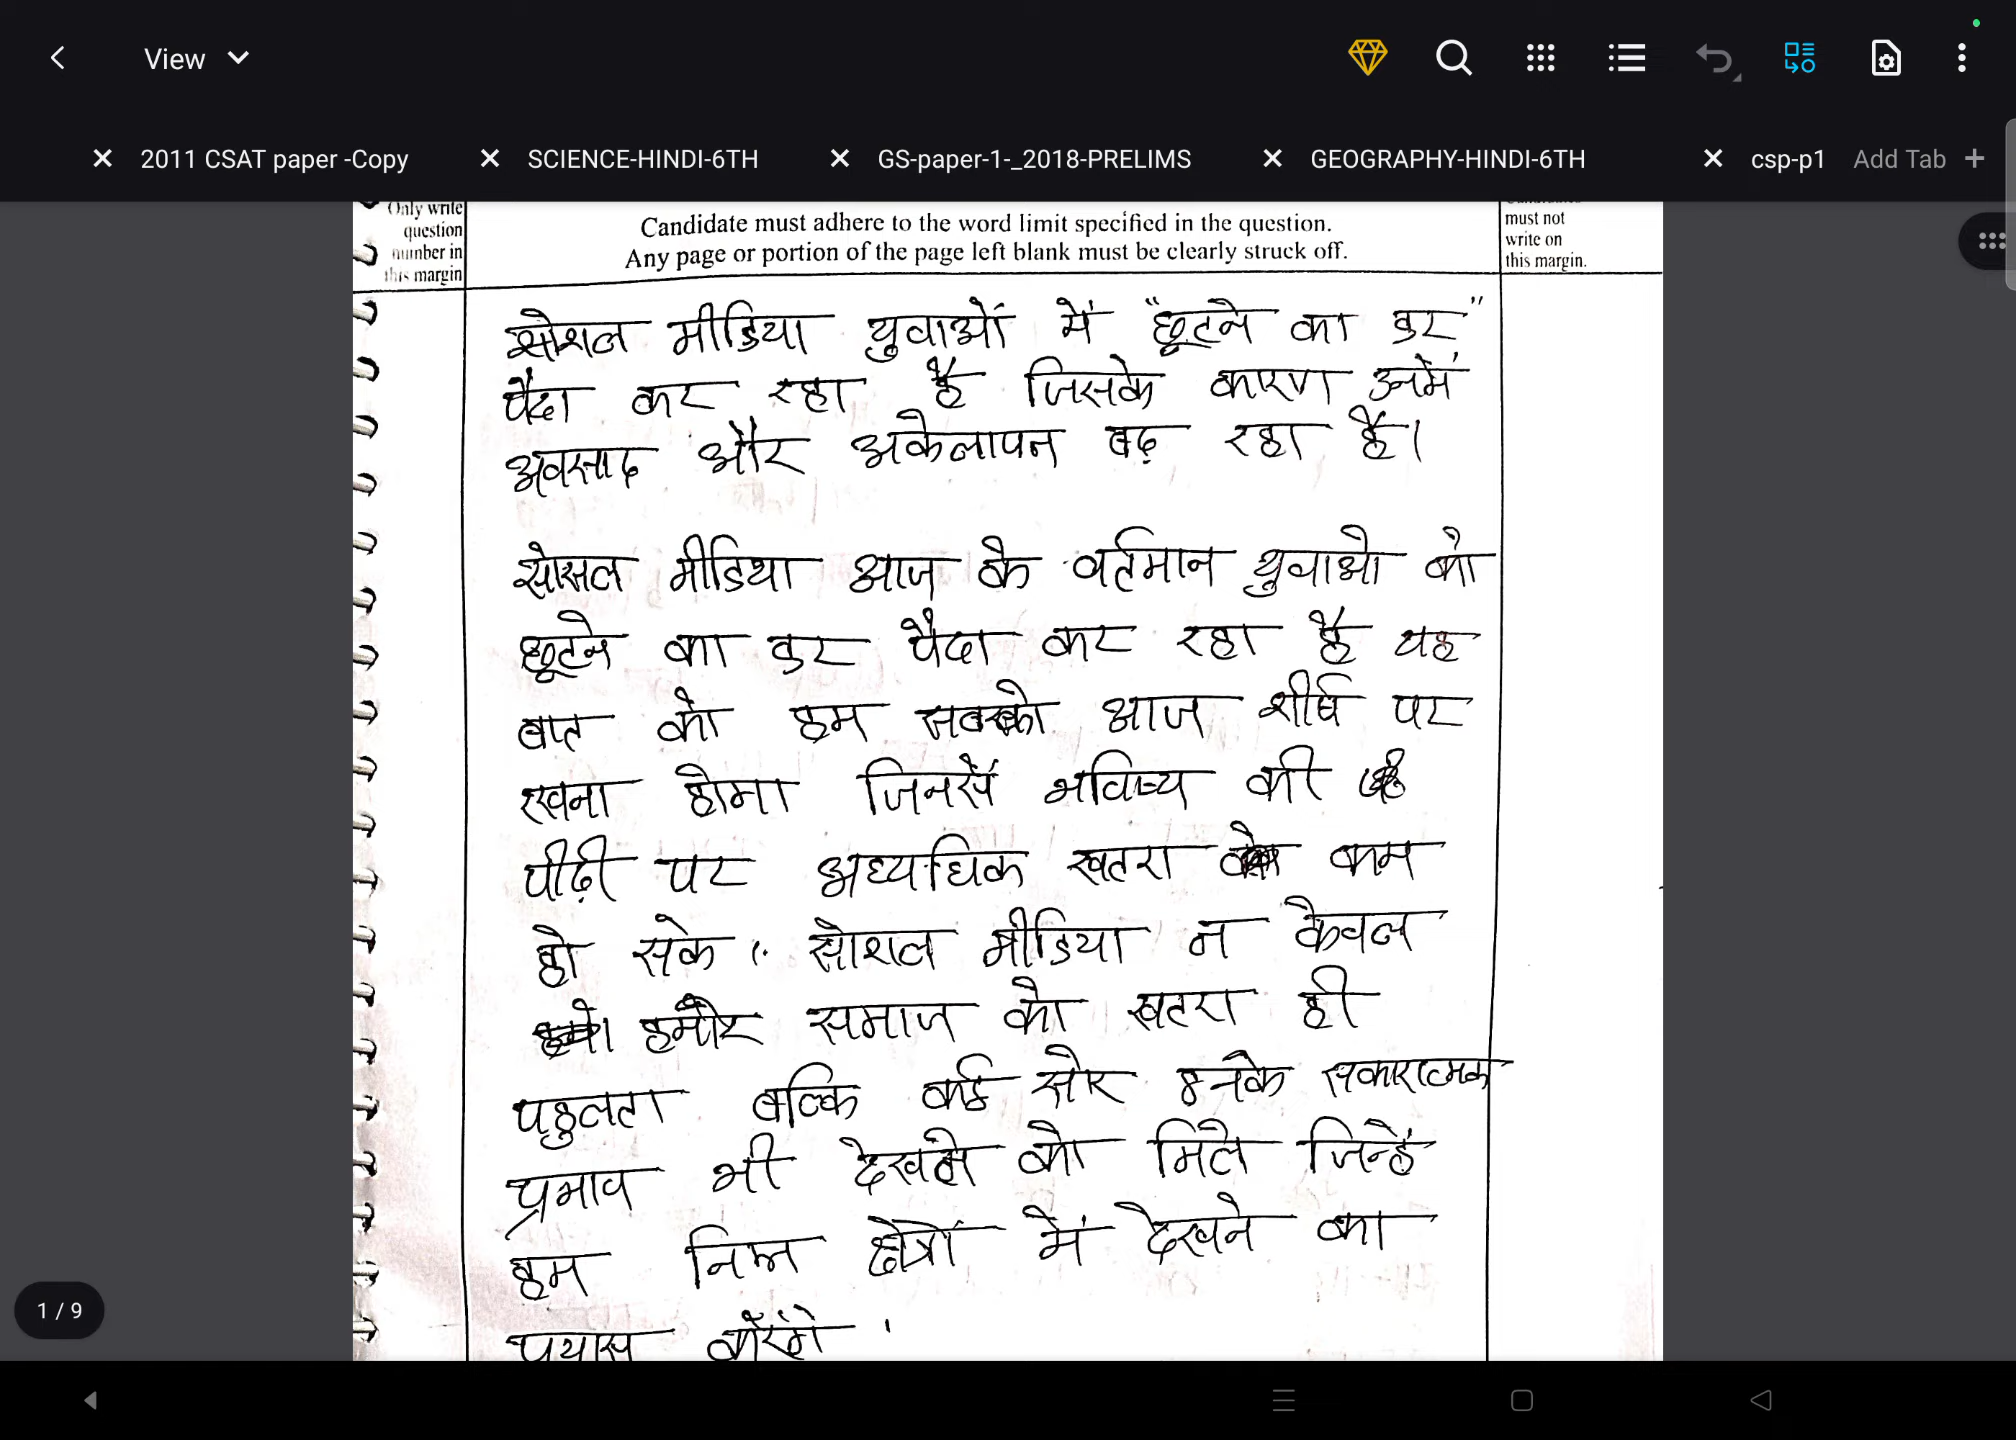 View
2011 CSAT paper -Copy
SCIENCE-HINDI-6TH
GS-paper-1-_2018-PRELIMS
GEOGRAPHY-HINDI-6TH
csp-p1
Add Tab
Only write
question
number in
this margin
Candidate must adhere to the word limit specified in the question.
Any page or portion of the page left blank must be clearly struck off.
must not
write on
this margin.
सोशल मीडिया युवाओं में "छूटने का डर"
पैदा कर रहा है जिसके कारण उनमें
अवसाद और अकेलापन बढ़ रहा है।
सोसल मीडिया आज के वर्तमान युवाओ को
छूटने का डर पैदा कर रहा है यह
बात को हम सबको आज शीर्ष पर
रखना होगा जिनसें भविष्य की
पीढ़ी पर अध्यधिक खतरा कम
हो सके । सोशल मीडिया न केवल
हमारे समाज को खतरा ही
पहुलता बल्कि कई सोर इनके सकारात्मक
प्रभाव भी देखने को मिले जिन्हें
हम निम्न क्षेत्रों में देखने का
प्रयास करेंगे ।
1 / 9